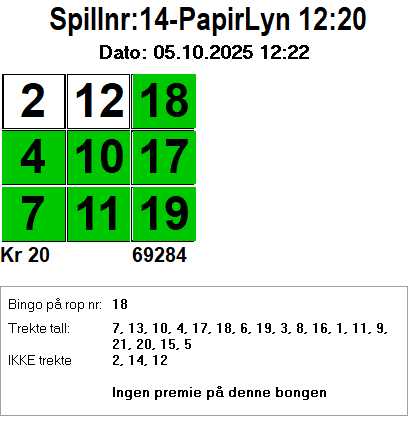 Spillnr:14-PapirLyn 12:20
Dato: 05.10.2025 12:22
2 12 18
4 10 17
7 11 19
Kr 20 69284
Bingo på rop nr: 18
Trekte tall: 7, 13, 10, 4, 17, 18, 6, 19, 3, 8, 16, 1, 11, 9,
21, 20, 15, 5
IKKE trekte 2, 14, 12
Ingen premie på denne bongen